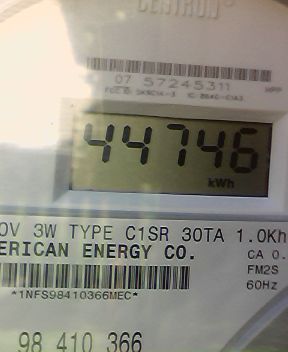 CENTRON
07 57245311
44746
kWh
0V 3W TYPE C1SR 30TA 1.0Kh
ERICAN ENERGY CO.
CA 0.
FM2S
60Hz
*1NFS98410366MEC*
98 410 366